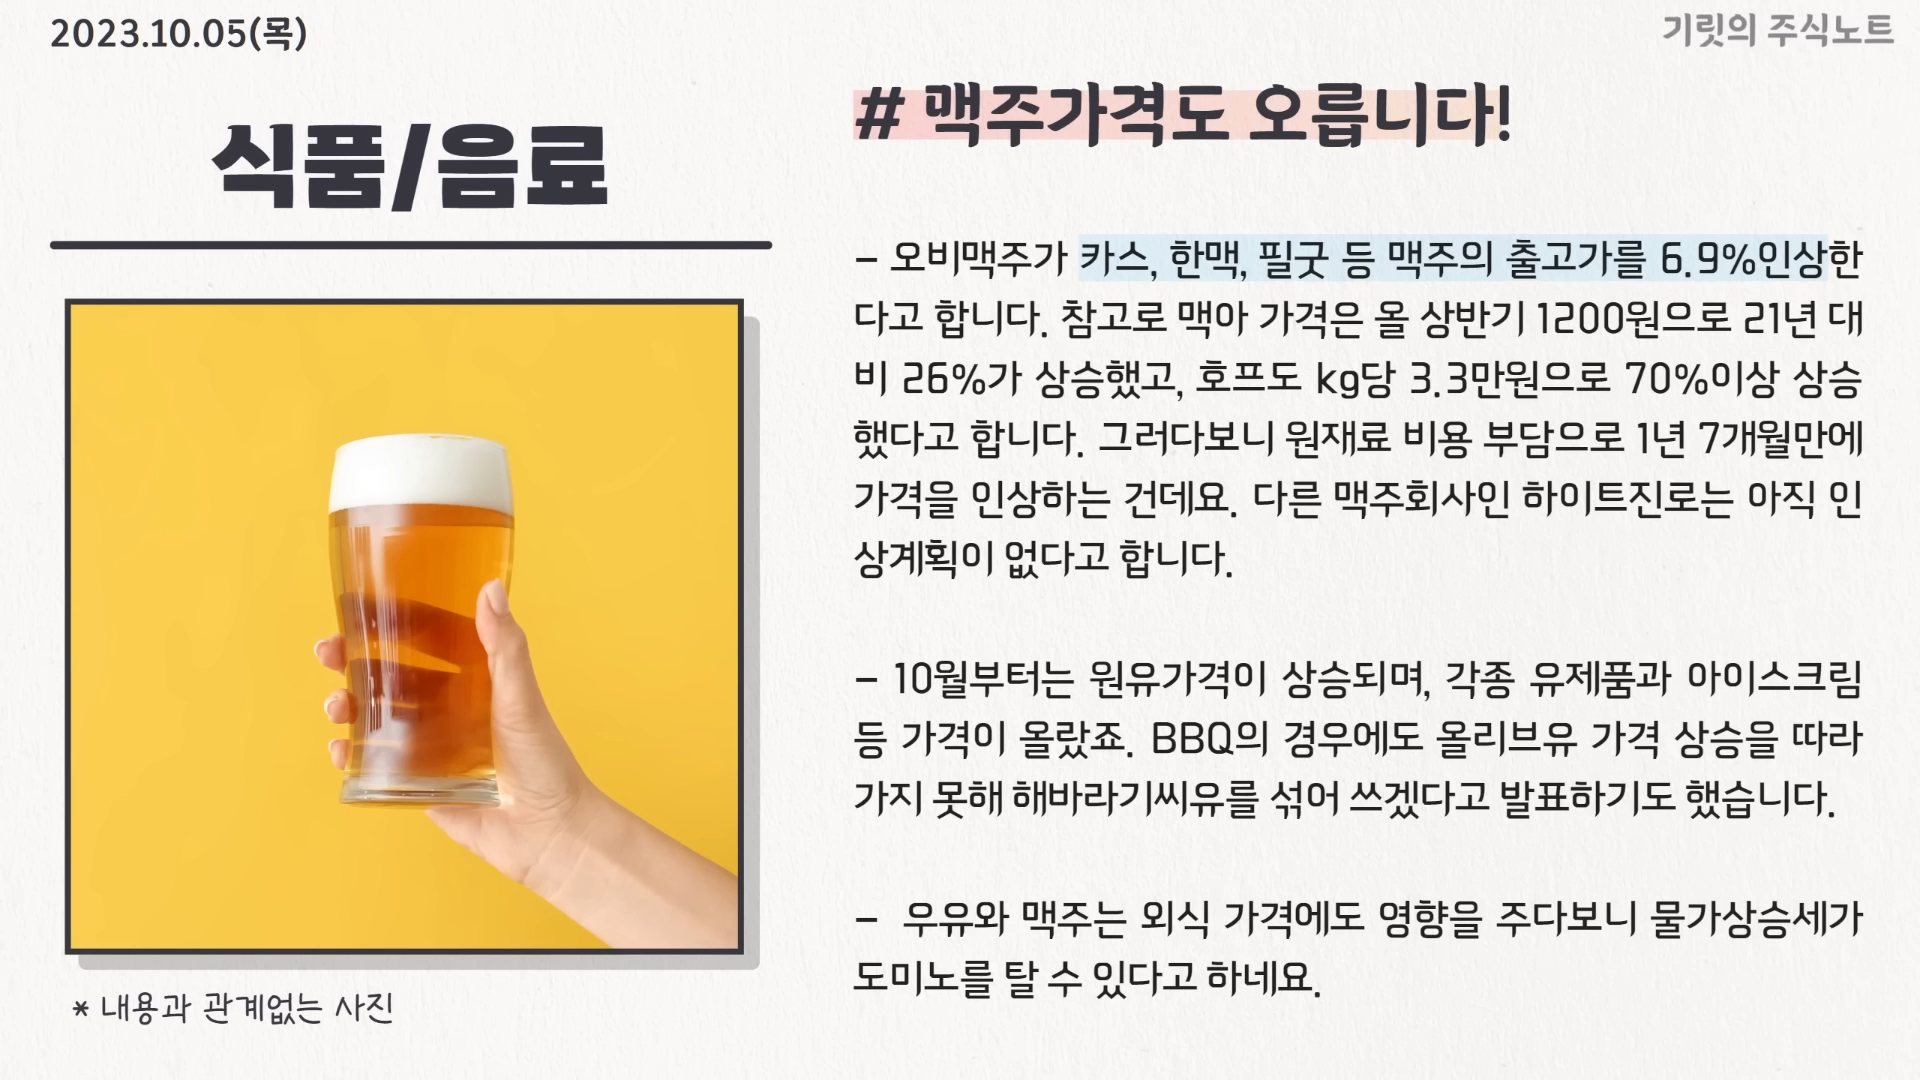 2023.10.05(목)
기릿의 주식노트
식품/음료
# 맥주가격도 오릅니다!
– 오비맥주가 카스, 한맥, 필굿 등 맥주의 출고가를 6.9%인상한
다고 합니다. 참고로 맥아 가격은 올 상반기 1200원으로 21년 대
비 26%가 상승했고, 호프도 kg당 3.3만원으로 70%이상 상승
했다고 합니다. 그러다보니 원재료 비용 부담으로 1년 7개월만에
가격을 인상하는 건데요. 다른 맥주회사인 하이트진로는 아직 인
상계획이 없다고 합니다.
– 10월부터는 원유가격이 상승되며, 각종 유제품과 아이스크림
등 가격이 올랐죠. BBQ의 경우에도 올리브유 가격 상승을 따라
가지 못해 해바라기씨유를 섞어 쓰겠다고 발표하기도 했습니다.
– 우유와 맥주는 외식 가격에도 영향을 주다보니 물가상승세가
도미노를 탈 수 있다고 하네요.
* 내용과 관계없는 사진